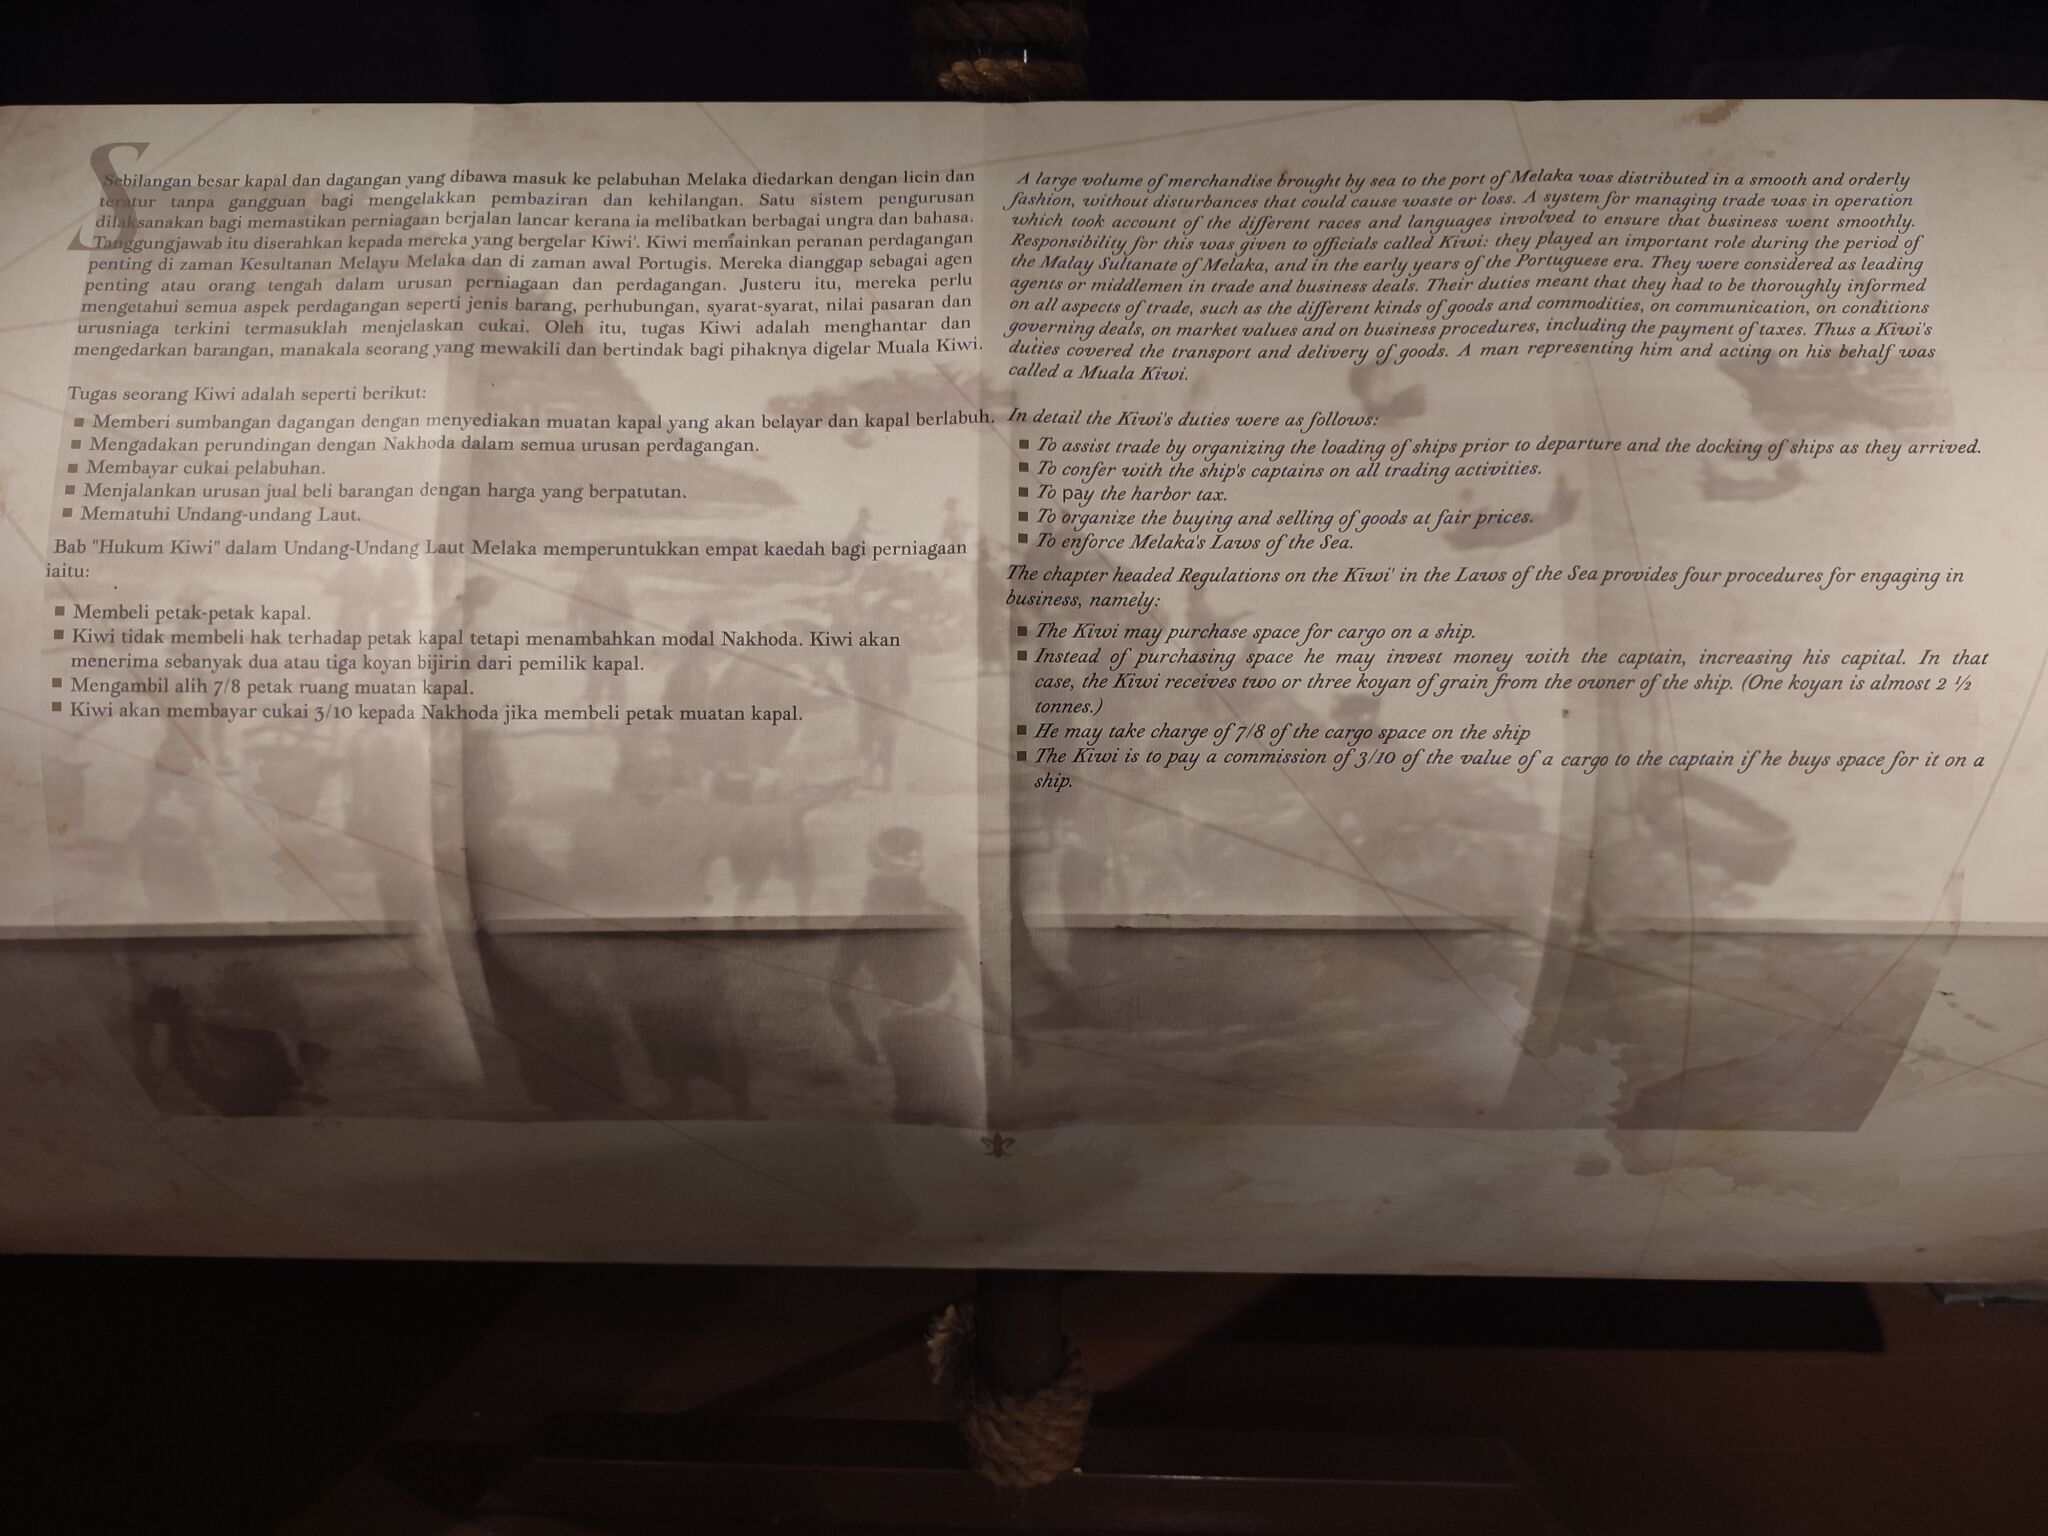 Sebilangan besar kapal dan dagangan yang dibawa masuk ke pelabuhan Melaka diedarkan dengan licin dan
teratur tanpa gangguan bagi mengelakkan pembaziran dan kehilangan. Satu sistem pengurusan
dilaksanakan bagi memastikan perniagaan berjalan lancar kerana ia melibatkan berbagai ungra dan bahasa.
Tanggungjawab itu diserahkan kepada mereka yang bergelar Kiwi'. Kiwi memainkan peranan perdagangan
penting di zaman Kesultanan Melayu Melaka dan di zaman awal Portugis. Mereka dianggap sebagai agen
penting atau orang tengah dalam urusan perniagaan dan perdagangan. Justeru itu, mereka perlu
mengetahui semua aspek perdagangan seperti jenis barang, perhubungan, syarat-syarat, nilai pasaran dan
urusniaga terkini termasuklah menjelaskan cukai. Oleh itu, tugas Kiwi adalah menghantar dan
mengedarkan barangan, manakala seorang yang mewakili dan bertindak bagi pihaknya digelar Muala Kiwi.
Tugas seorang Kiwi adalah seperti berikut:
■ Memberi sumbangan dagangan dengan menyediakan muatan kapal yang akan belayar dan kapal berlabuh.
■ Mengadakan perundingan dengan Nakhoda dalam semua urusan perdagangan.
■ Membayar cukai pelabuhan.
■ Menjalankan urusan jual beli barangan dengan harga yang berpatutan.
■ Mematuhi Undang-undang Laut.
Bab "Hukum Kiwi" dalam Undang-Undang Laut Melaka memperuntukkan empat kaedah bagi perniagaan
iaitu:
■ Membeli petak-petak kapal.
■ Kiwi tidak membeli hak terhadap petak kapal tetapi menambahkan modal Nakhoda. Kiwi akan
menerima sebanyak dua atau tiga koyan bijirin dari pemilik kapal.
■ Mengambil alih 7/8 petak ruang muatan kapal.
■ Kiwi akan membayar cukai 3/10 kepada Nakhoda jika membeli petak muatan kapal.
A large volume of merchandise brought by sea to the port of Melaka was distributed in a smooth and orderly
fashion, without disturbances that could cause waste or loss. A system for managing trade was in operation
which took account of the different races and languages involved to ensure that business went smoothly.
Responsibility for this was given to officials called Kiwi: they played an important role during the period of
the Malay Sultanate of Melaka, and in the early years of the Portuguese era. They were considered as leading
agents or middlemen in trade and business deals. Their duties meant that they had to be thoroughly informed
on all aspects of trade, such as the different kinds of goods and commodities, on communication, on conditions
governing deals, on market values and on business procedures, including the payment of taxes. Thus a Kiwi's
duties covered the transport and delivery of goods. A man representing him and acting on his behalf was
called a Muala Kiwi.
In detail the Kiwi's duties were as follows:
■ To assist trade by organizing the loading of ships prior to departure and the docking of ships as they arrived.
■ To confer with the ship's captains on all trading activities.
■ To pay the harbor tax.
■ To organize the buying and selling of goods at fair prices.
■ To enforce Melaka's Laws of the Sea.
The chapter headed Regulations on the Kiwi' in the Laws of the Sea provides four procedures for engaging in
business, namely:
■ The Kiwi may purchase space for cargo on a ship.
■ Instead of purchasing space he may invest money with the captain, increasing his capital. In that
case, the Kiwi receives two or three koyan of grain from the owner of the ship. (One koyan is almost 2 ½
tonnes.)
■ He may take charge of 7/8 of the cargo space on the ship
■ The Kiwi is to pay a commission of 3/10 of the value of a cargo to the captain if he buys space for it on a
ship.